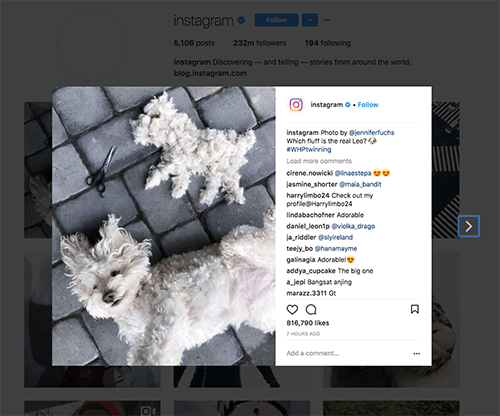 instagram
Follow
5,106 posts 232m followers 194 following
Instagram Discovering — and telling — stories from around the world.
blog.instagram.com
instagram • Follow
instagram Photo by @jenniferfuchs
Which fluff is the real Leo? 🐶
#WHPtwinning
Load more comments
cirene.nowicki @linaestepa 😍😍
jasmine_shorter @maia_bandit
harrylimbo24 Check out my
profile@Harrylimbo24
lindabachofner Adorable
daniel_leon1p @violka_drago
ja_riddler @slyireland
teejy_bo @hanamayme
galinagia Adorable!😍
addya_cupcake The big one
a_jepi Bangsat anjing
marazz.3311 Gt
816,790 likes
7 HOURS AGO
Add a comment...